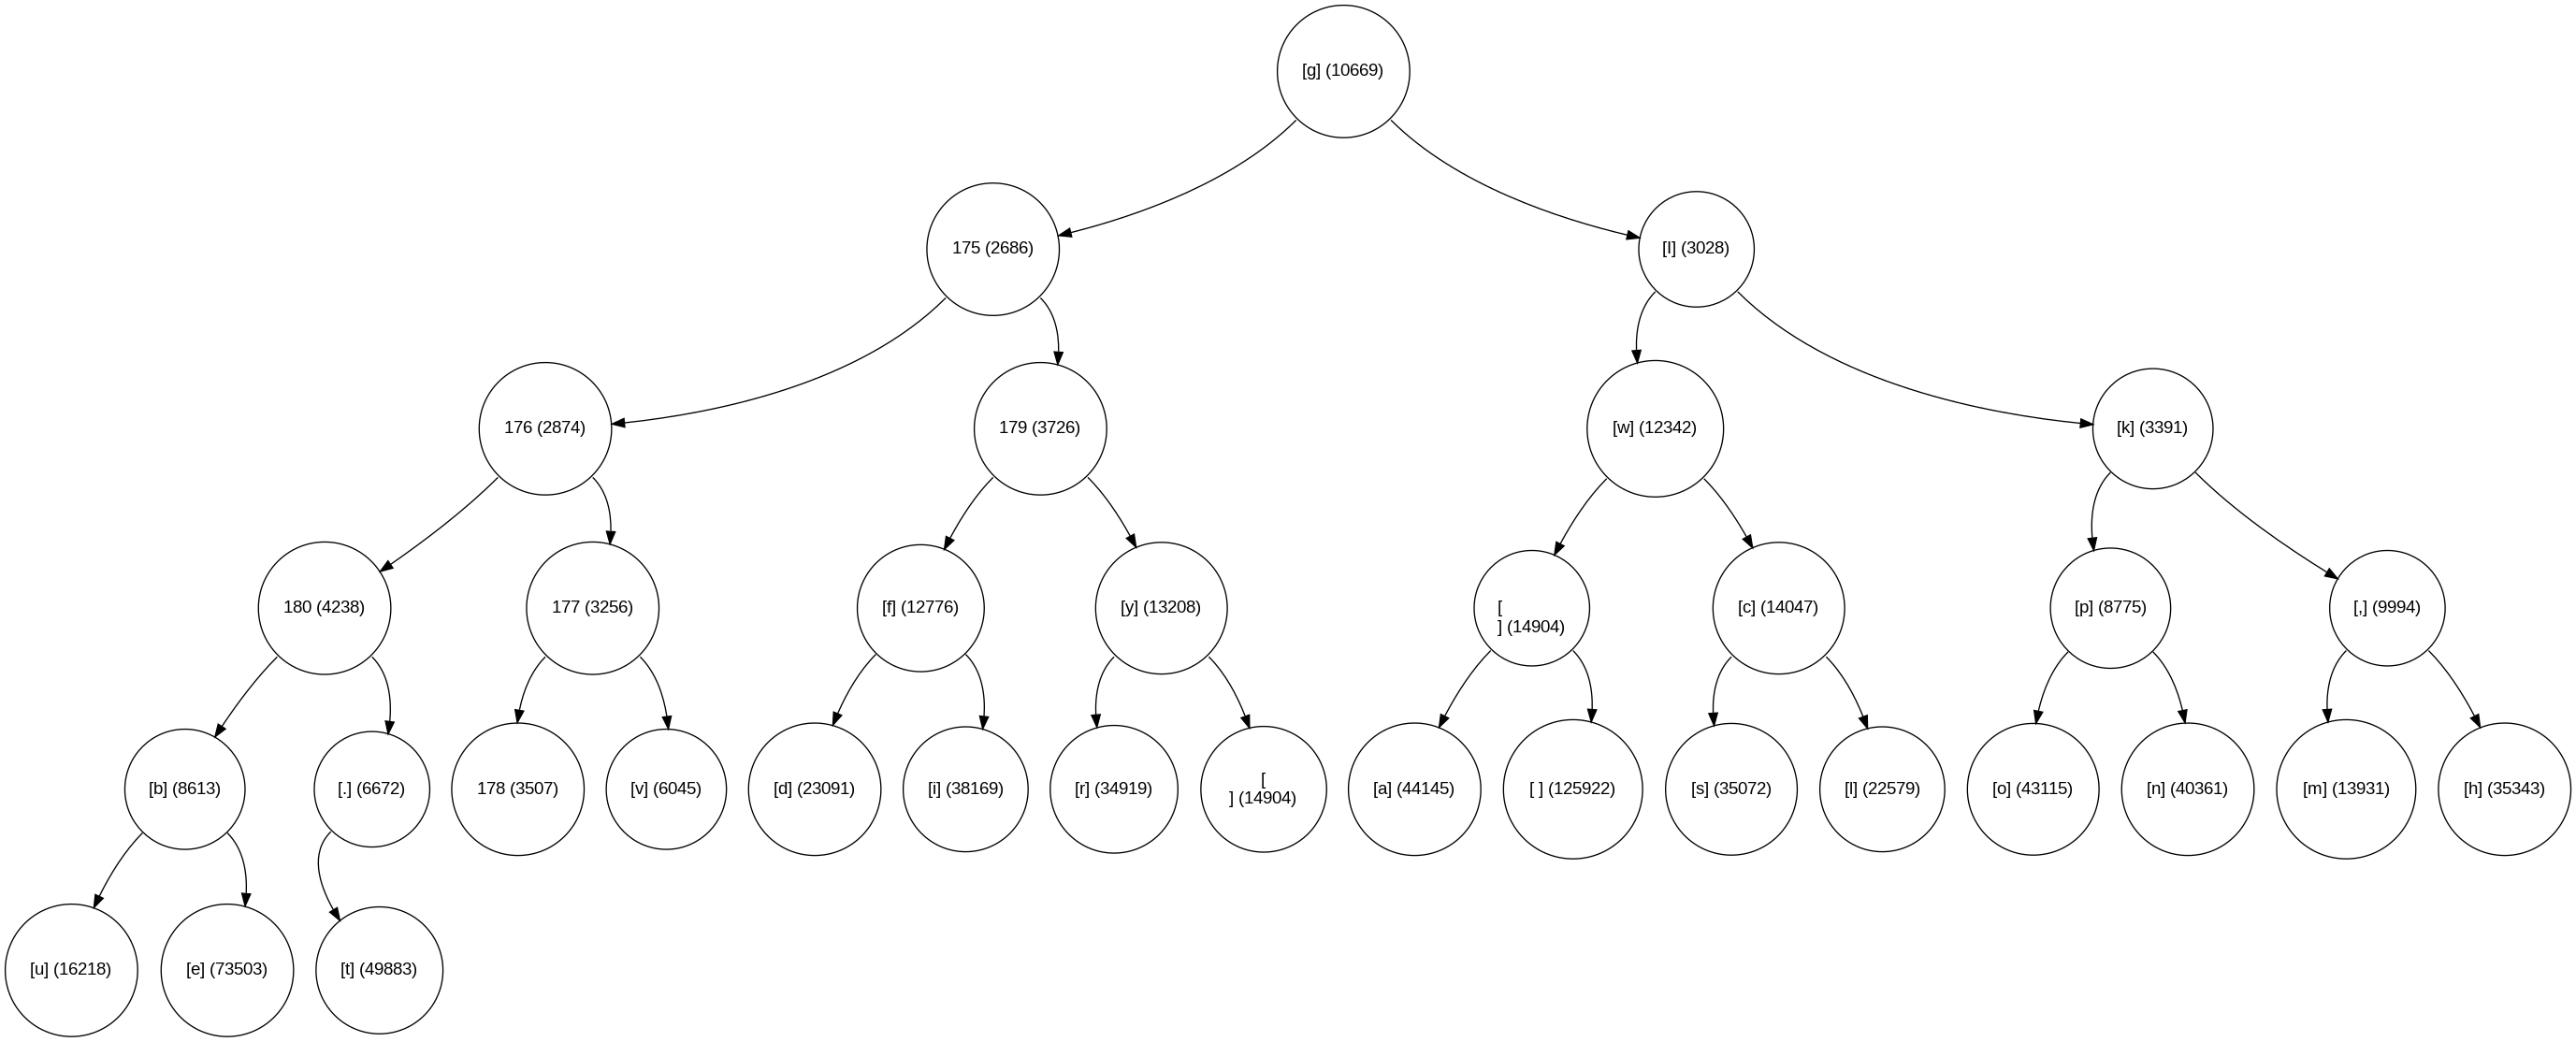 [g] (10669)
175 (2686)
[I] (3028)
176 (2874)
179 (3726)
[w] (12342)
[k] (3391)
180 (4238)
177 (3256)
[f] (12776)
[y] (13208)
[
] (14904)
[c] (14047)
[p] (8775)
[,] (9994)
[b] (8613)
[.] (6672)
178 (3507)
[v] (6045)
[d] (23091)
[i] (38169)
[r] (34919)
[
] (14904)
[a] (44145)
[ ] (125922)
[s] (35072)
[l] (22579)
[o] (43115)
[n] (40361)
[m] (13931)
[h] (35343)
[u] (16218)
[e] (73503)
[t] (49883)